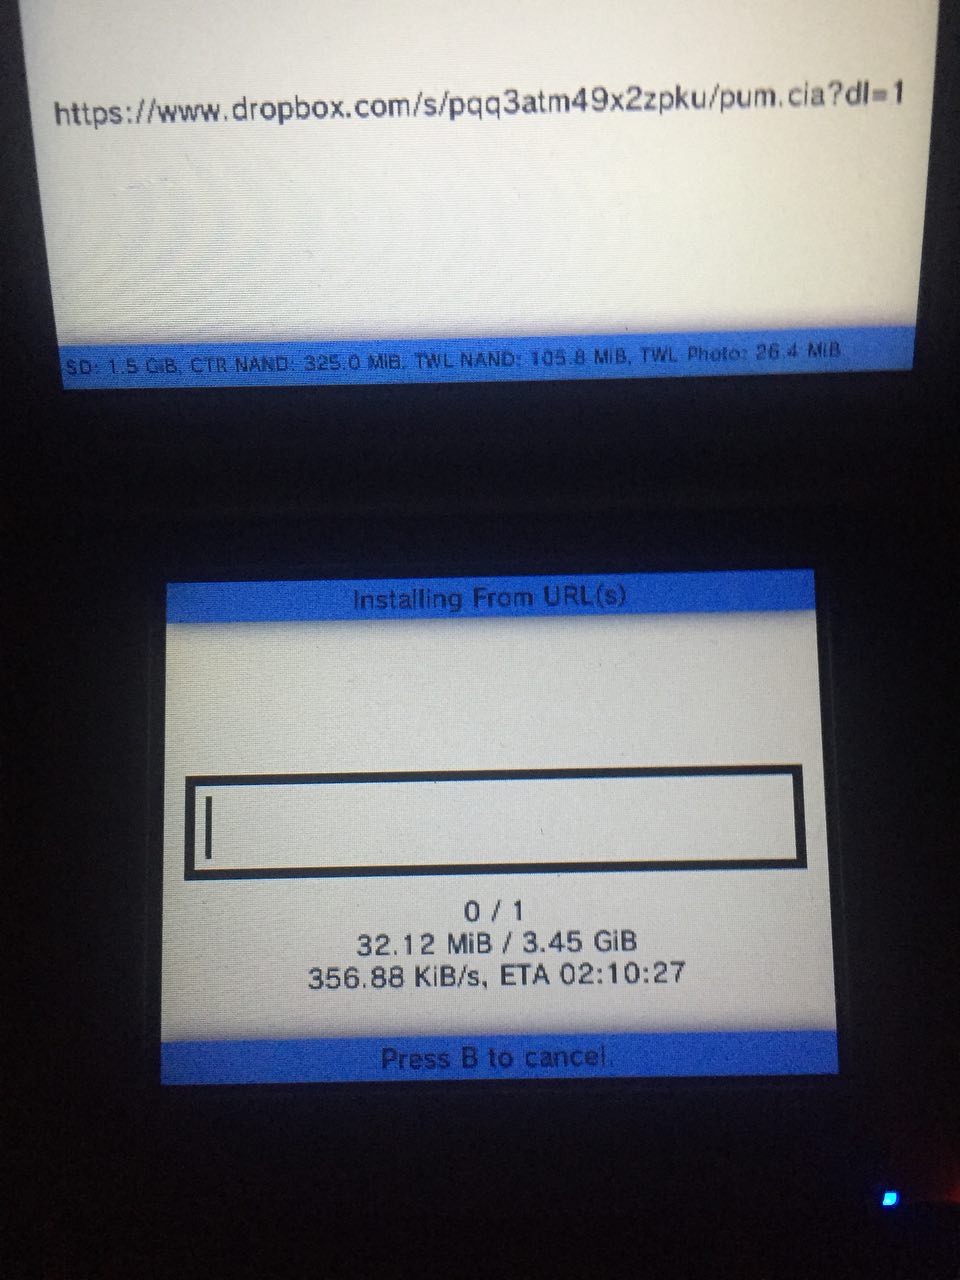 https://www.dropbox.com/s/pqq3atm49x2zpku/pum.cia?dl=1
SD: 1.5 GiB, CTR NAND: 325.0 MiB, TWL NAND: 105.8 MiB, TWL Photo: 26.4 MiB
Installing From URL(s)
0 / 1
32.12 MiB / 3.45 GiB
356.88 KiB/s, ETA 02:10:27
Press B to cancel.